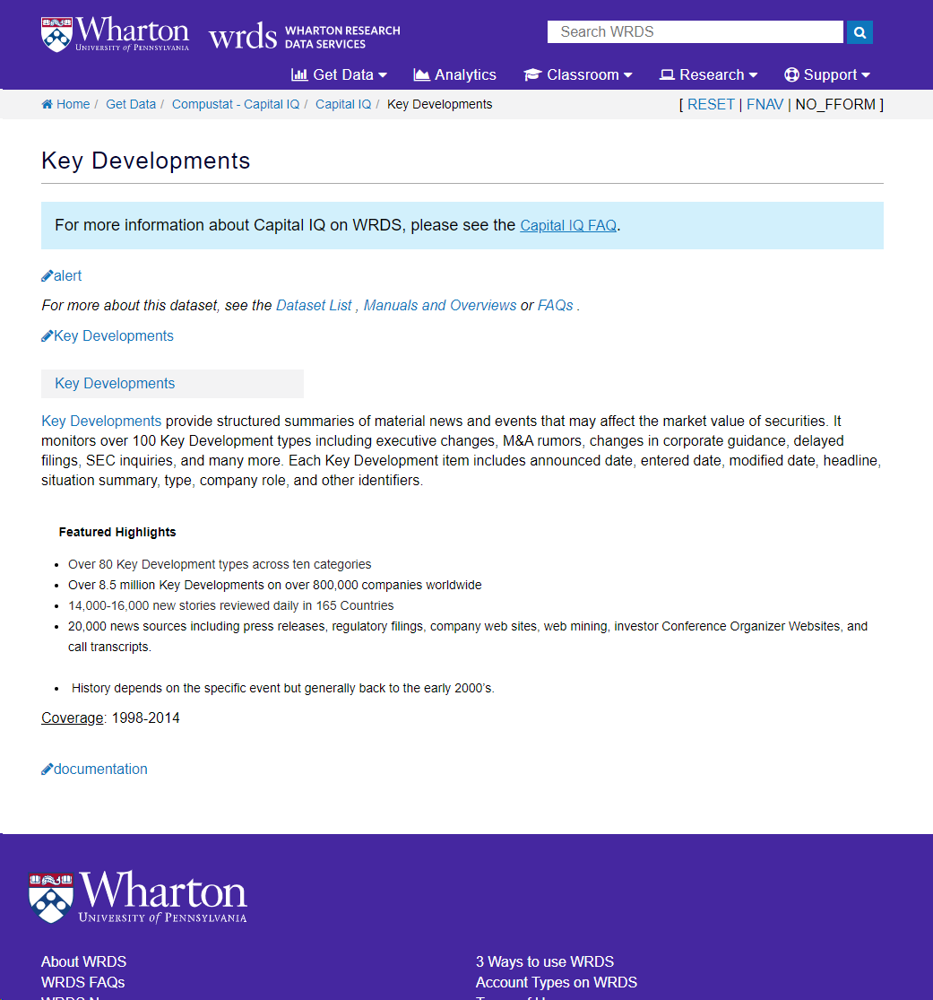 Wharton
UNIVERSITY of PENNSYLVANIA
wrds WHARTON RESEARCH
DATA SERVICES
Search WRDS
Get Data Analytics Classroom Research Support
Home / Get Data / Compustat - Capital IQ / Capital IQ / Key Developments [ RESET | FNAV | NO_FFORM ]
Key Developments
For more information about Capital IQ on WRDS, please see the Capital IQ FAQ.
alert
For more about this dataset, see the Dataset List , Manuals and Overviews or FAQs .
Key Developments
Key Developments
Key Developments provide structured summaries of material news and events that may affect the market value of securities. It
monitors over 100 Key Development types including executive changes, M&A rumors, changes in corporate guidance, delayed
filings, SEC inquiries, and many more. Each Key Development item includes announced date, entered date, modified date, headline,
situation summary, type, company role, and other identifiers.
Featured Highlights
• Over 80 Key Development types across ten categories
• Over 8.5 million Key Developments on over 800,000 companies worldwide
• 14,000-16,000 new stories reviewed daily in 165 Countries
• 20,000 news sources including press releases, regulatory filings, company web sites, web mining, investor Conference Organizer Websites, and
call transcripts.
• History depends on the specific event but generally back to the early 2000's.
Coverage: 1998-2014
documentation
Wharton
UNIVERSITY of PENNSYLVANIA
About WRDS
WRDS FAQs
3 Ways to use WRDS
Account Types on WRDS